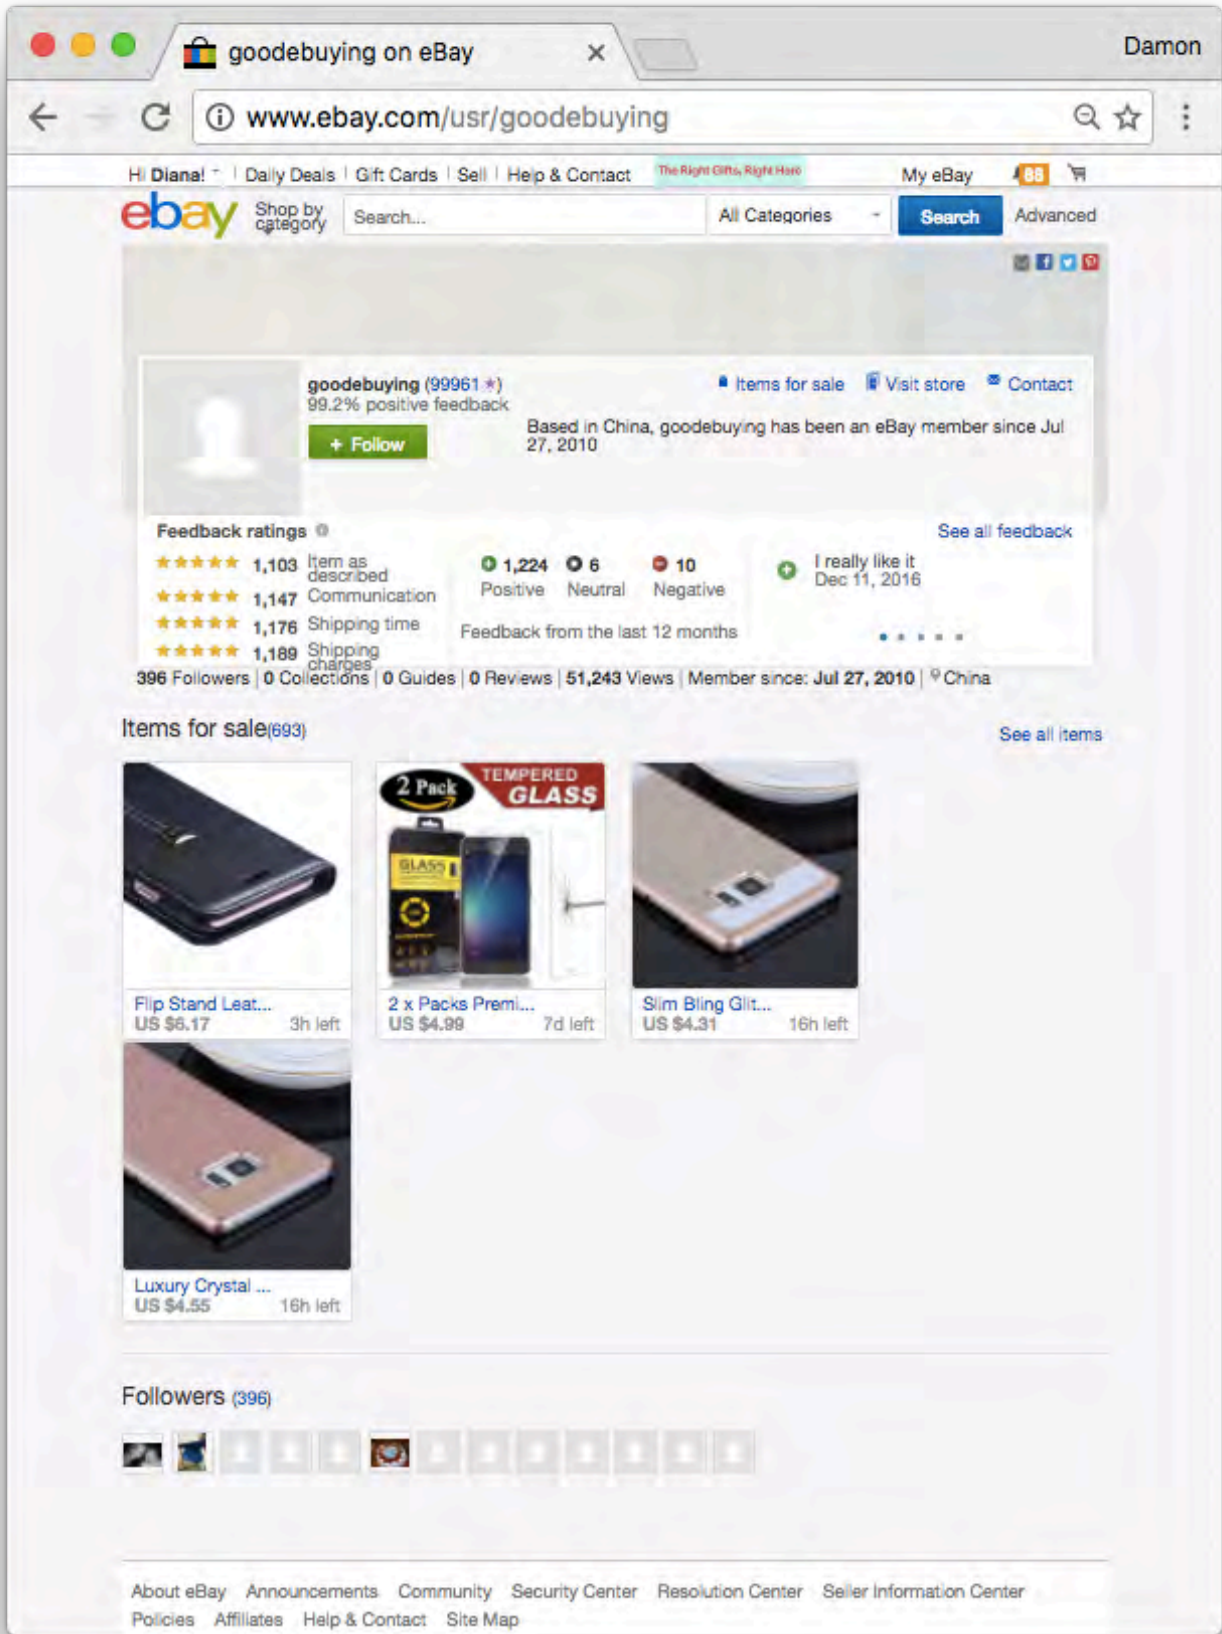 goodebuying on eBay
Damon
www.ebay.com/usr/goodebuying
Hi Diana! Daily Deals Gift Cards Sell Help & Contact The Right Gifts, Right Here My eBay 88
ebay Shop by category Search... All Categories Search Advanced
goodebuying (99961)
99.2% positive feedback
+ Follow
Items for sale Visit store Contact
Based in China, goodebuying has been an eBay member since Jul
27, 2010
Feedback ratings
See all feedback
1,103 Item as described
1,147 Communication
1,176 Shipping time
1,189 Shipping charges
1,224 6 10
Positive Neutral Negative
Feedback from the last 12 months
I really like it
Dec 11, 2016
396 Followers | 0 Collections | 0 Guides | 0 Reviews | 51,243 Views | Member since: Jul 27, 2010 | China
Items for sale(693)
See all items
2 Pack
TEMPERED
GLASS
GLASS
Flip Stand Leat...
US $6.17 3h left
2 x Packs Premi...
US $4.99 7d left
Slim Bling Glit...
US $4.31 16h left
Luxury Crystal ...
US $4.55 16h left
Followers (396)
About eBay Announcements Community Security Center Resolution Center Seller Information Center
Policies Affiliates Help & Contact Site Map